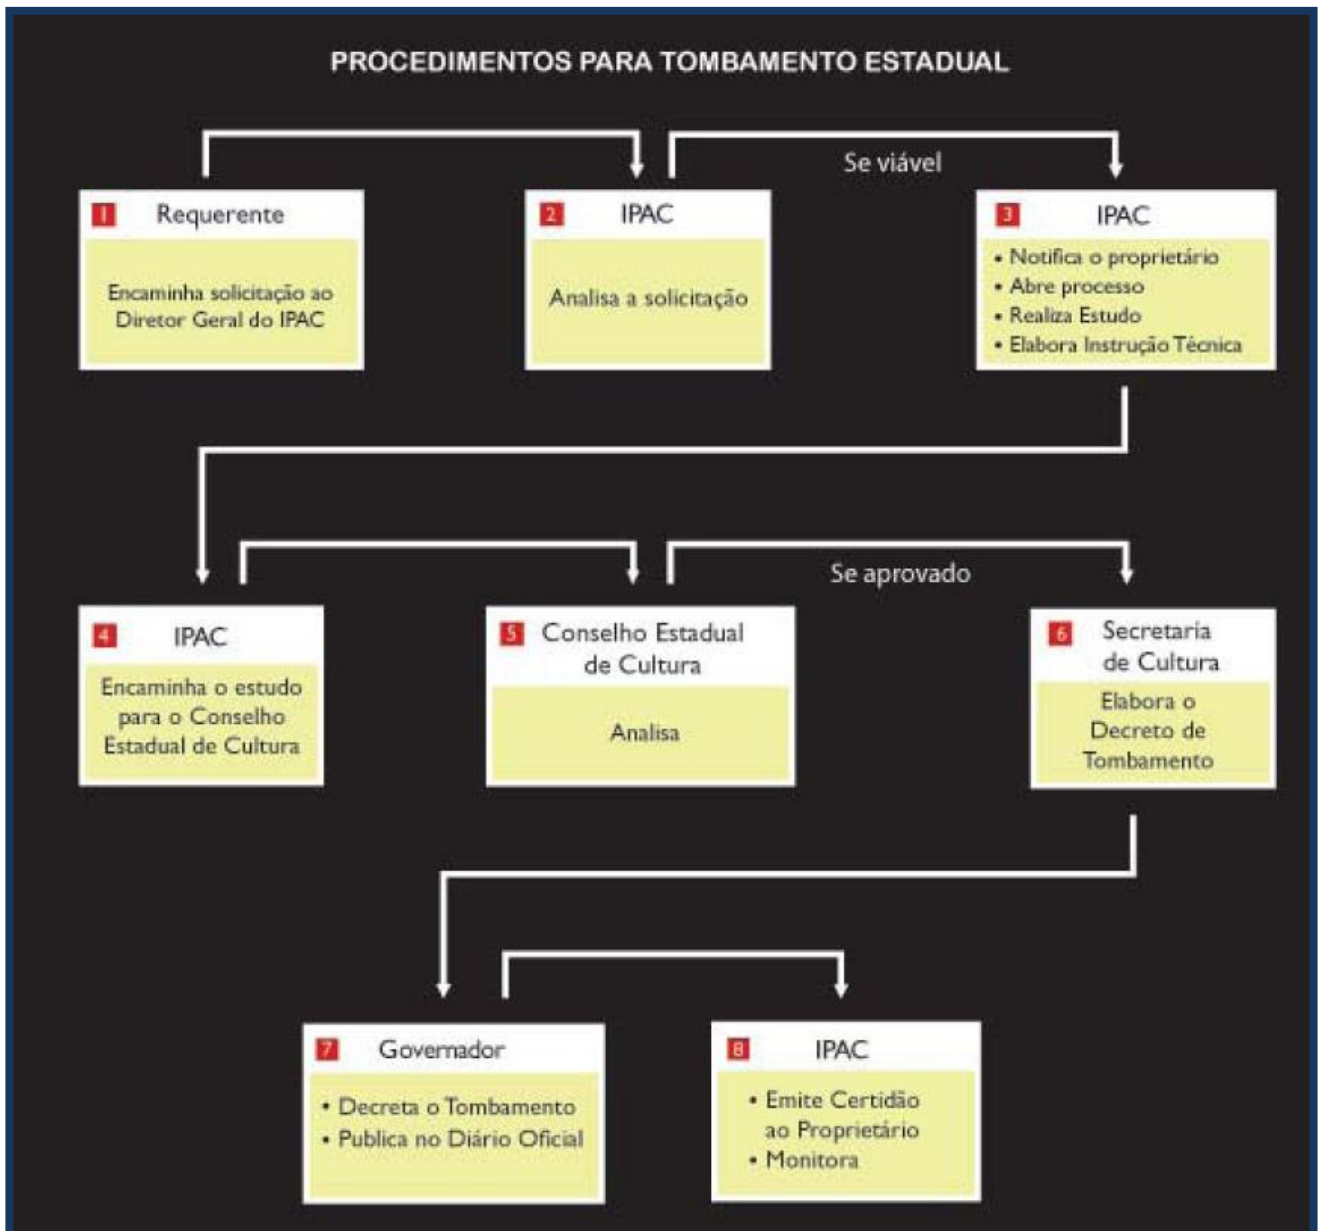 PROCEDIMENTOS PARA TOMBAMENTO ESTADUAL
Se viável
1 Requerente
Encaminha solicitação ao
Diretor Geral do IPAC
2 IPAC
Analisa a solicitação
3 IPAC
• Notifica o proprietário
• Abre processo
• Realiza Estudo
• Elabora Instrução Técnica
Se aprovado
4 IPAC
Encaminha o estudo
para o Conselho
Estadual de Cultura
5 Conselho Estadual
de Cultura
Analisa
6 Secretaria
de Cultura
Elabora o
Decreto de
Tombamento
7 Governador
• Decreta o Tombamento
• Publica no Diário Oficial
8 IPAC
• Emite Certidão
ao Proprietário
• Monitora